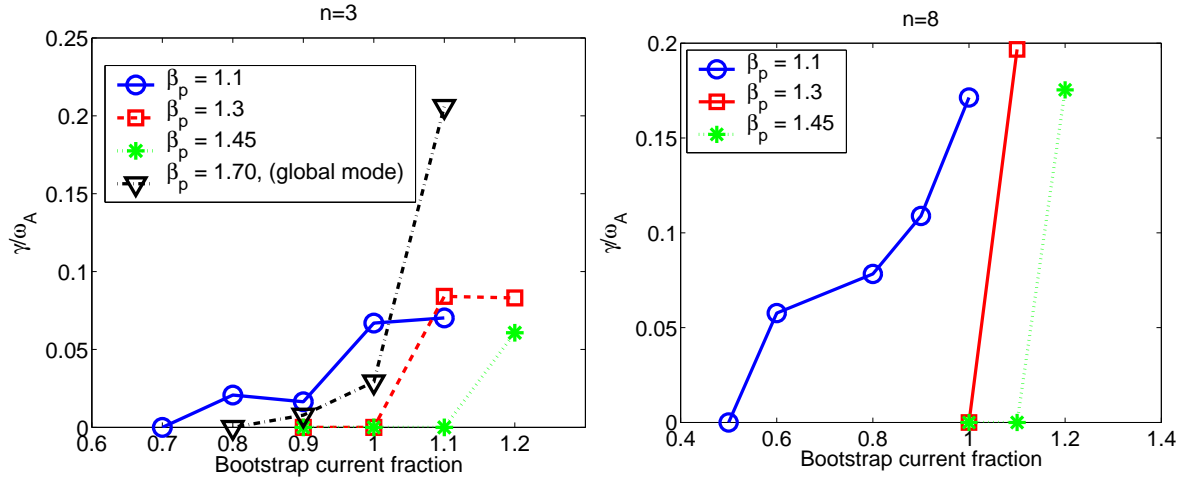 n=3
0.25
0.2
0.15
0.1
0.05
0
γ/ω_A
β_p = 1.1
β_p = 1.3
β_p = 1.45
β_p = 1.70, (global mode)
0.6 0.7 0.8 0.9 1 1.1 1.2
Bootstrap current fraction
n=8
0.2
0.15
0.1
0.05
0
γ/ω_A
β_p = 1.1
β_p = 1.3
β_p = 1.45
0.4 0.6 0.8 1 1.2 1.4
Bootstrap current fraction